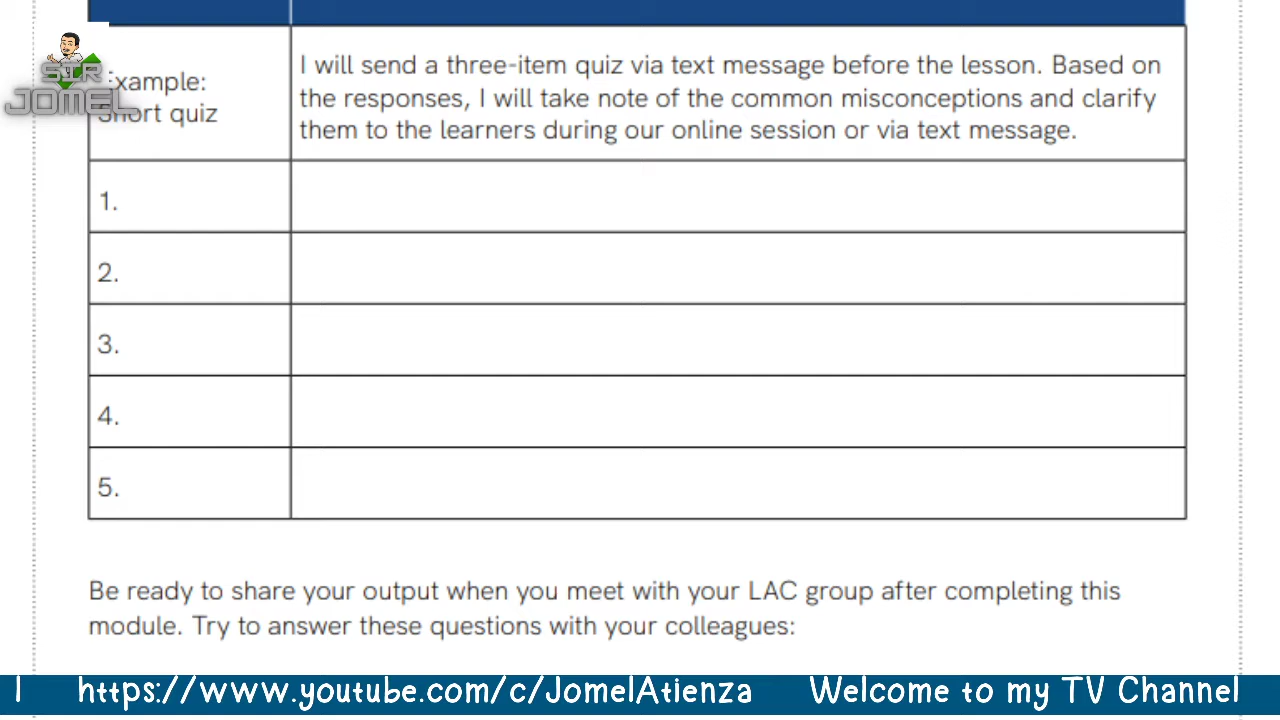 SIR
JOMEL
Example:
Short quiz
I will send a three-item quiz via text message before the lesson. Based on
the responses, I will take note of the common misconceptions and clarify
them to the learners during our online session or via text message.
1.
2.
3.
4.
5.
Be ready to share your output when you meet with your LAC group after completing this
module. Try to answer these questions with your colleagues:
https://www.youtube.com/c/JomelAtienza Welcome to my TV Channel